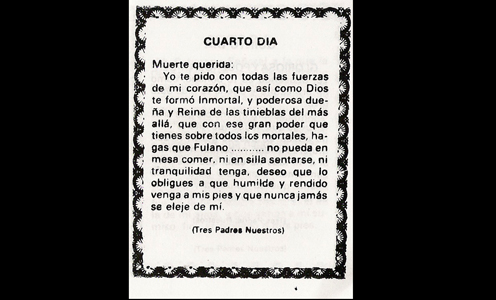 CUARTO DIA
Muerte querida:
Yo te pido con todas las fuerzas
de mi corazón, que así como Dios
te formó Inmortal, y poderosa due-
ña y Reina de las tinieblas del más
allá, que con ese gran poder que
tienes sobre todos los mortales, ha-
gas que Fulano ........... no pueda en
mesa comer, ni en silla sentarse, ni
tranquilidad tenga, deseo que lo
obligues a que humilde y rendido
venga a mis pies y que nunca jamás
se eleje de mí.
(Tres Padres Nuestros)